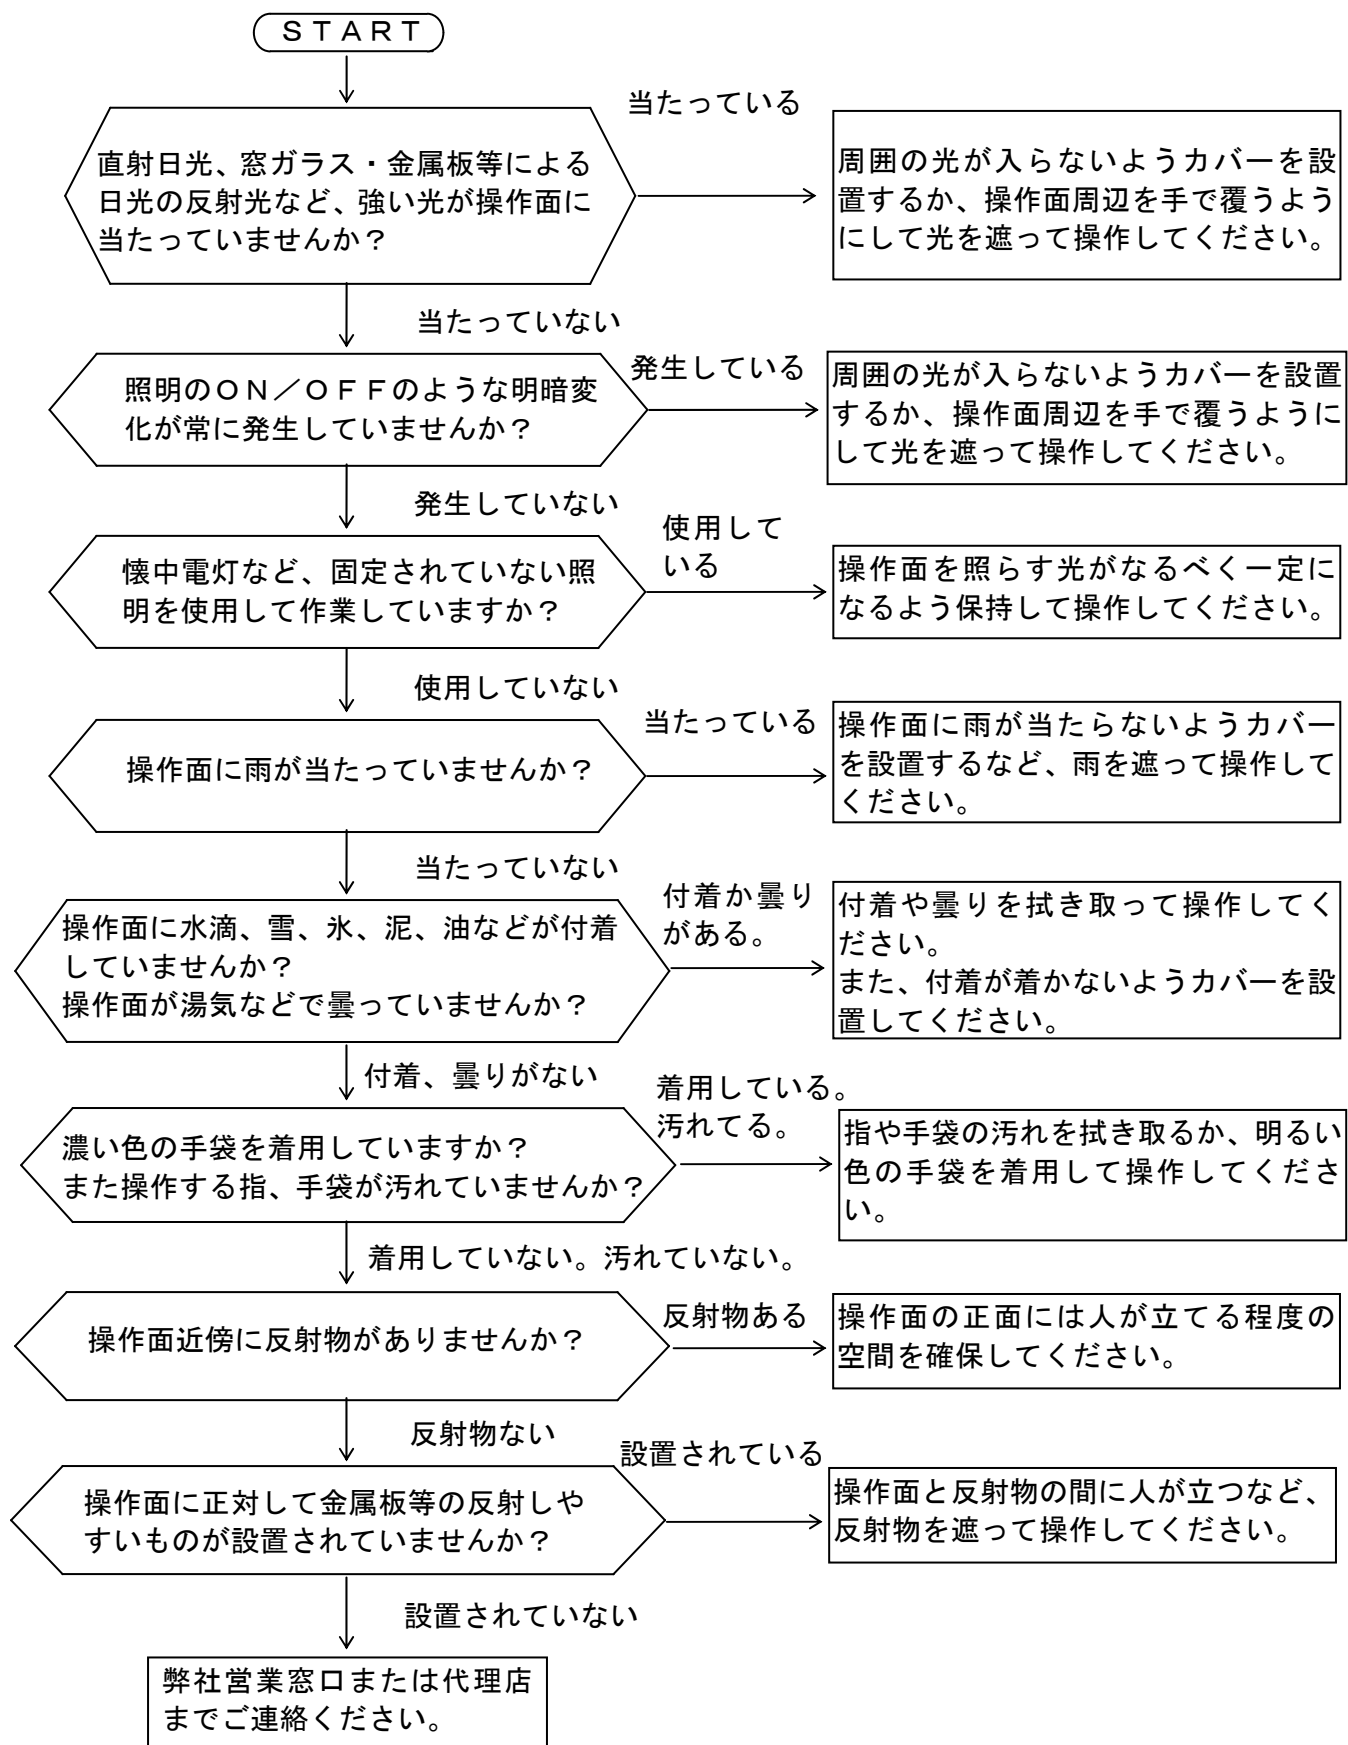 ＳＴＡＲＴ
当たっている
直射日光、窓ガラス・金属板等による
日光の反射光など、強い光が操作面に
当たっていませんか？
周囲の光が入らないようカバーを設
置するか、操作面周辺を手で覆うよう
にして光を遮って操作してください。
当たっていない
発生している
照明のＯＮ／ＯＦＦのような明暗変
化が常に発生していませんか？
周囲の光が入らないようカバーを設置
するか、操作面周辺を手で覆うように
して光を遮って操作してください。
発生していない
使用して
いる
懐中電灯など、固定されていない照
明を使用して作業していますか？
操作面を照らす光がなるべく一定に
なるよう保持して操作してください。
使用していない
当たっている
操作面に雨が当たっていませんか？
操作面に雨が当たらないようカバー
を設置するなど、雨を遮って操作して
ください。
当たっていない
付着か曇り
がある。
操作面に水滴、雪、氷、泥、油などが付着
していませんか？
操作面が湯気などで曇っていませんか？
付着や曇りを拭き取って操作してく
ださい。
また、付着が着かないようカバーを設
置してください。
付着、曇りがない
着用している。
汚れてる。
濃い色の手袋を着用していますか？
また操作する指、手袋が汚れていませんか？
指や手袋の汚れを拭き取るか、明るい
色の手袋を着用して操作してくださ
い。
着用していない。汚れていない。
反射物ある
操作面近傍に反射物がありませんか？
操作面の正面には人が立てる程度の
空間を確保してください。
反射物ない
設置されている
操作面に正対して金属板等の反射しや
すいものが設置されていませんか？
操作面と反射物の間に人が立つなど、
反射物を遮って操作してください。
設置されていない
弊社営業窓口または代理店
までご連絡ください。